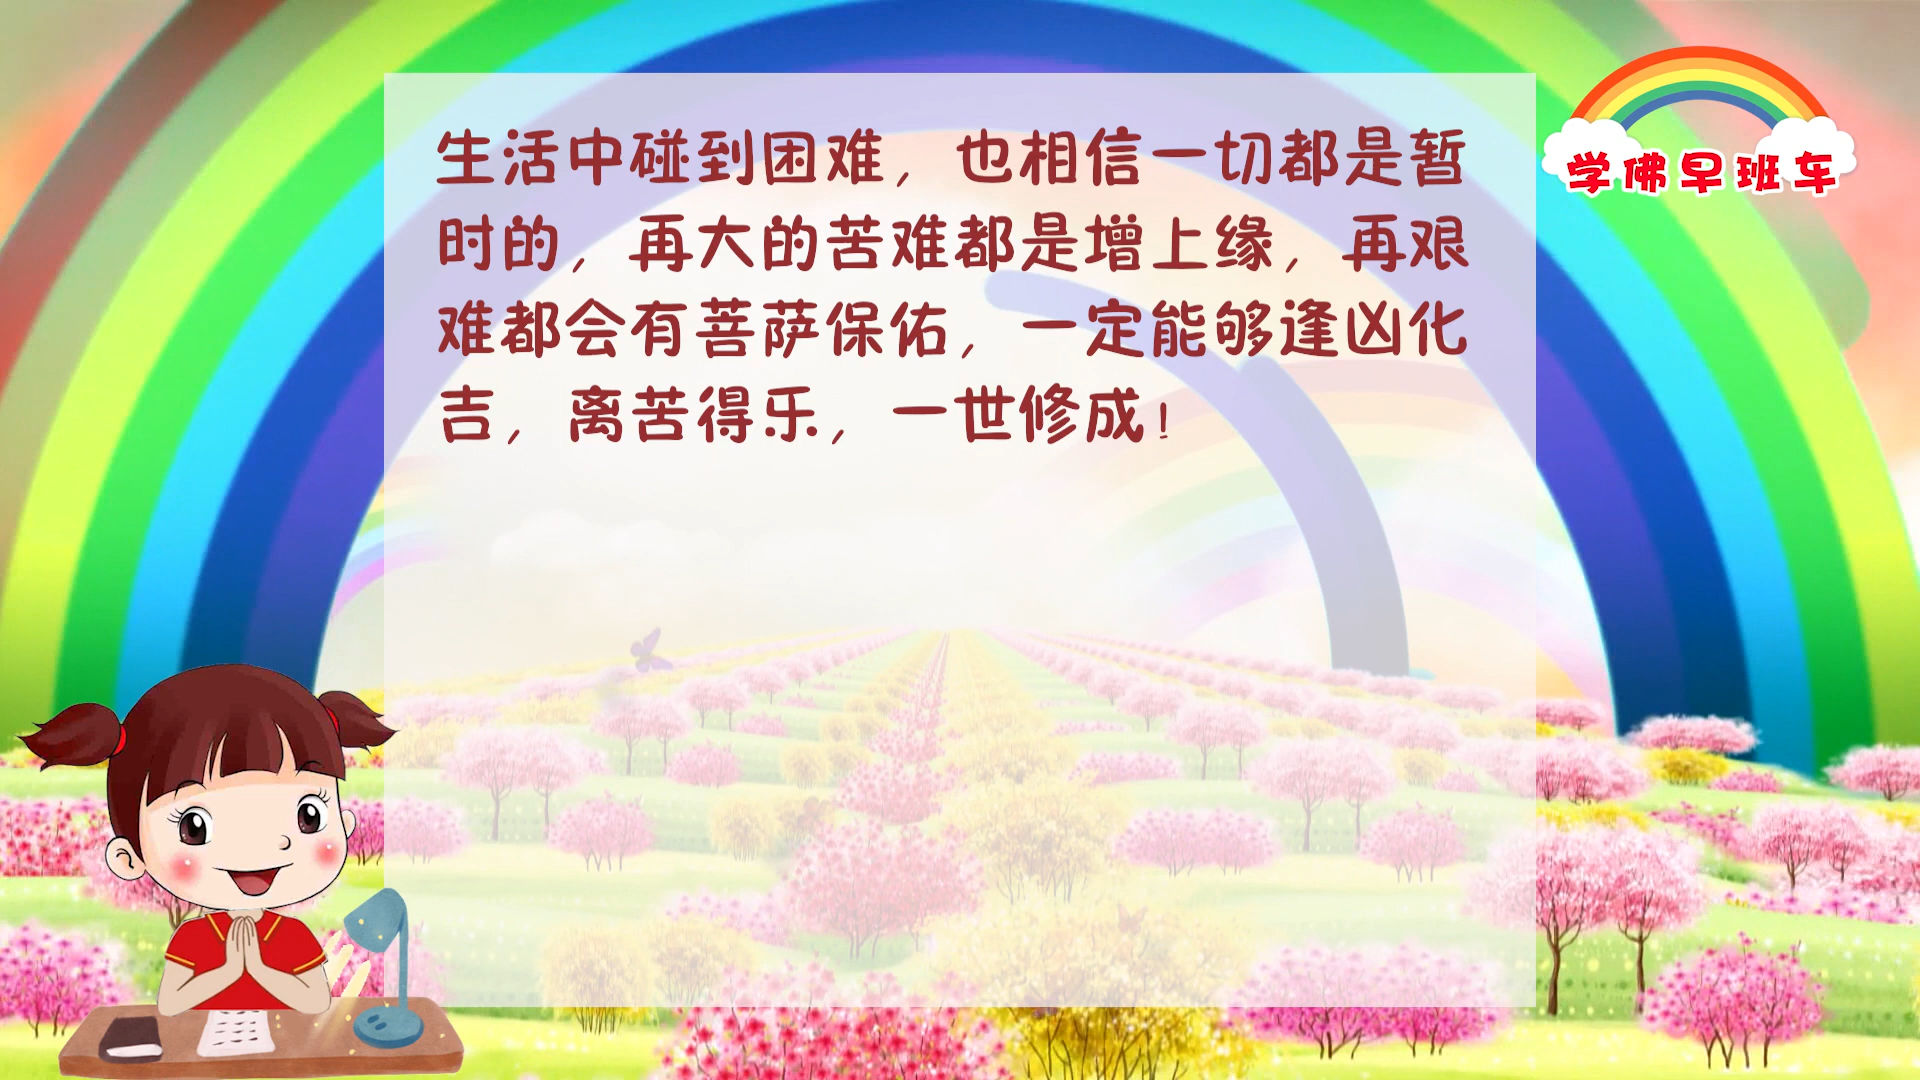 生活中碰到困难，也相信一切都是暂
时的，再大的苦难都是增上缘，再艰
难都会有菩萨保佑，一定能够逢凶化
吉，离苦得乐，一世修成！
学佛早班车